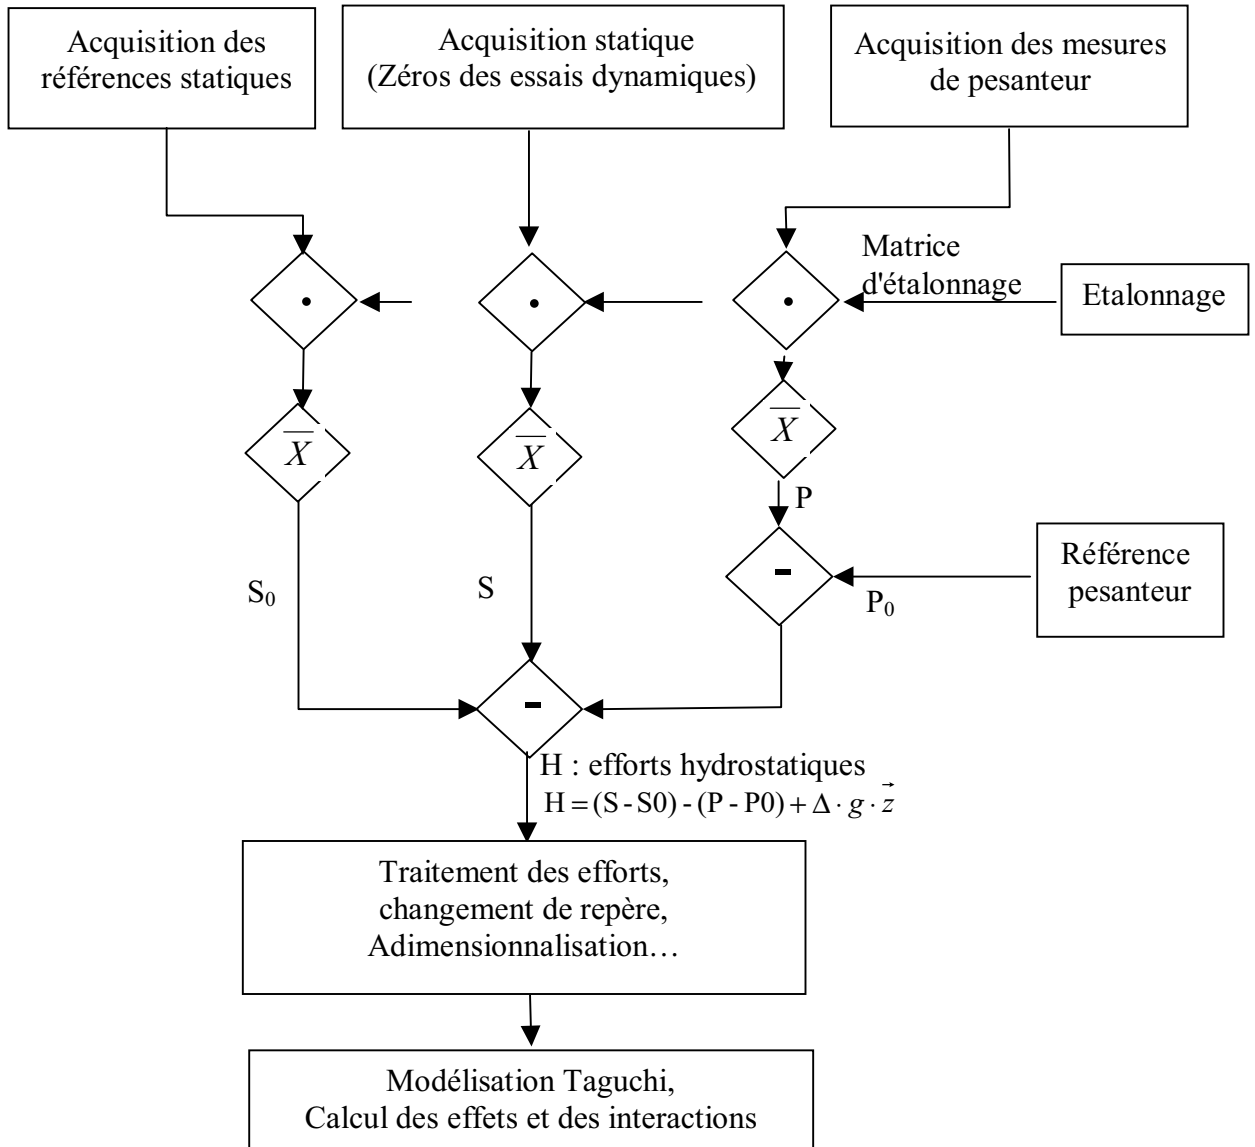 Acquisition des
références statiques
Acquisition statique
(Zéros des essais dynamiques)
Acquisition des mesures
de pesanteur
Matrice
d'étalonnage
Etalonnage
·
·
·
X̅
X̅
X̅
P
-
Référence
pesanteur
P₀
S₀
S
-
H : efforts hydrostatiques
H = (S - S0) - (P - P0) + Δ · g · z⃗
Traitement des efforts,
changement de repère,
Adimensionnalisation…
Modélisation Taguchi,
Calcul des effets et des interactions